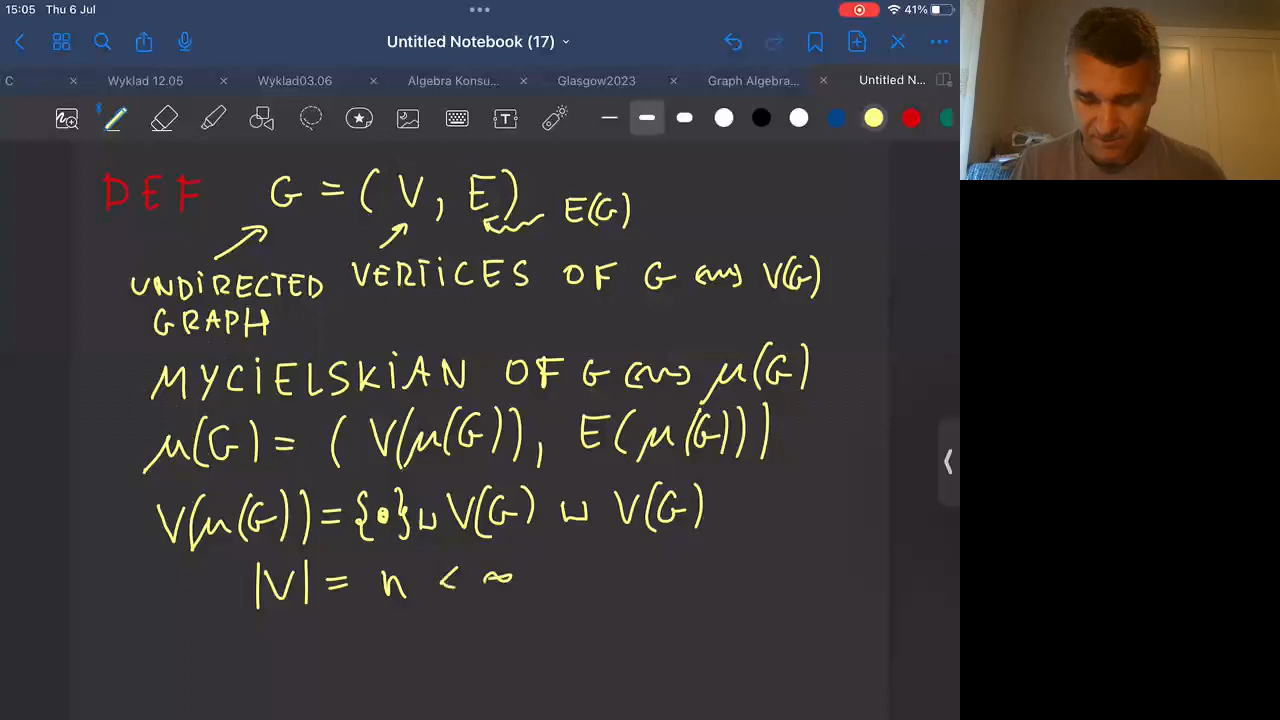 15:05 Thu 6 Jul 41%
Untitled Notebook (17)
C Wyklad 12.05 Wyklad03.06 Algebra Konsu... Glasgow2023 Graph Algebra... Untitled N...
DEF G = (V, E) E(G)
UNDIRECTED VERTICES OF G ↭ V(G)
GRAPH
MYCIELSKIAN OF G ↭ μ(G)
μ(G) = (V(μ(G)), E(μ(G)))
V(μ(G)) = {•} ⊔ V(G) ⊔ V(G)
|V| = n < ∞